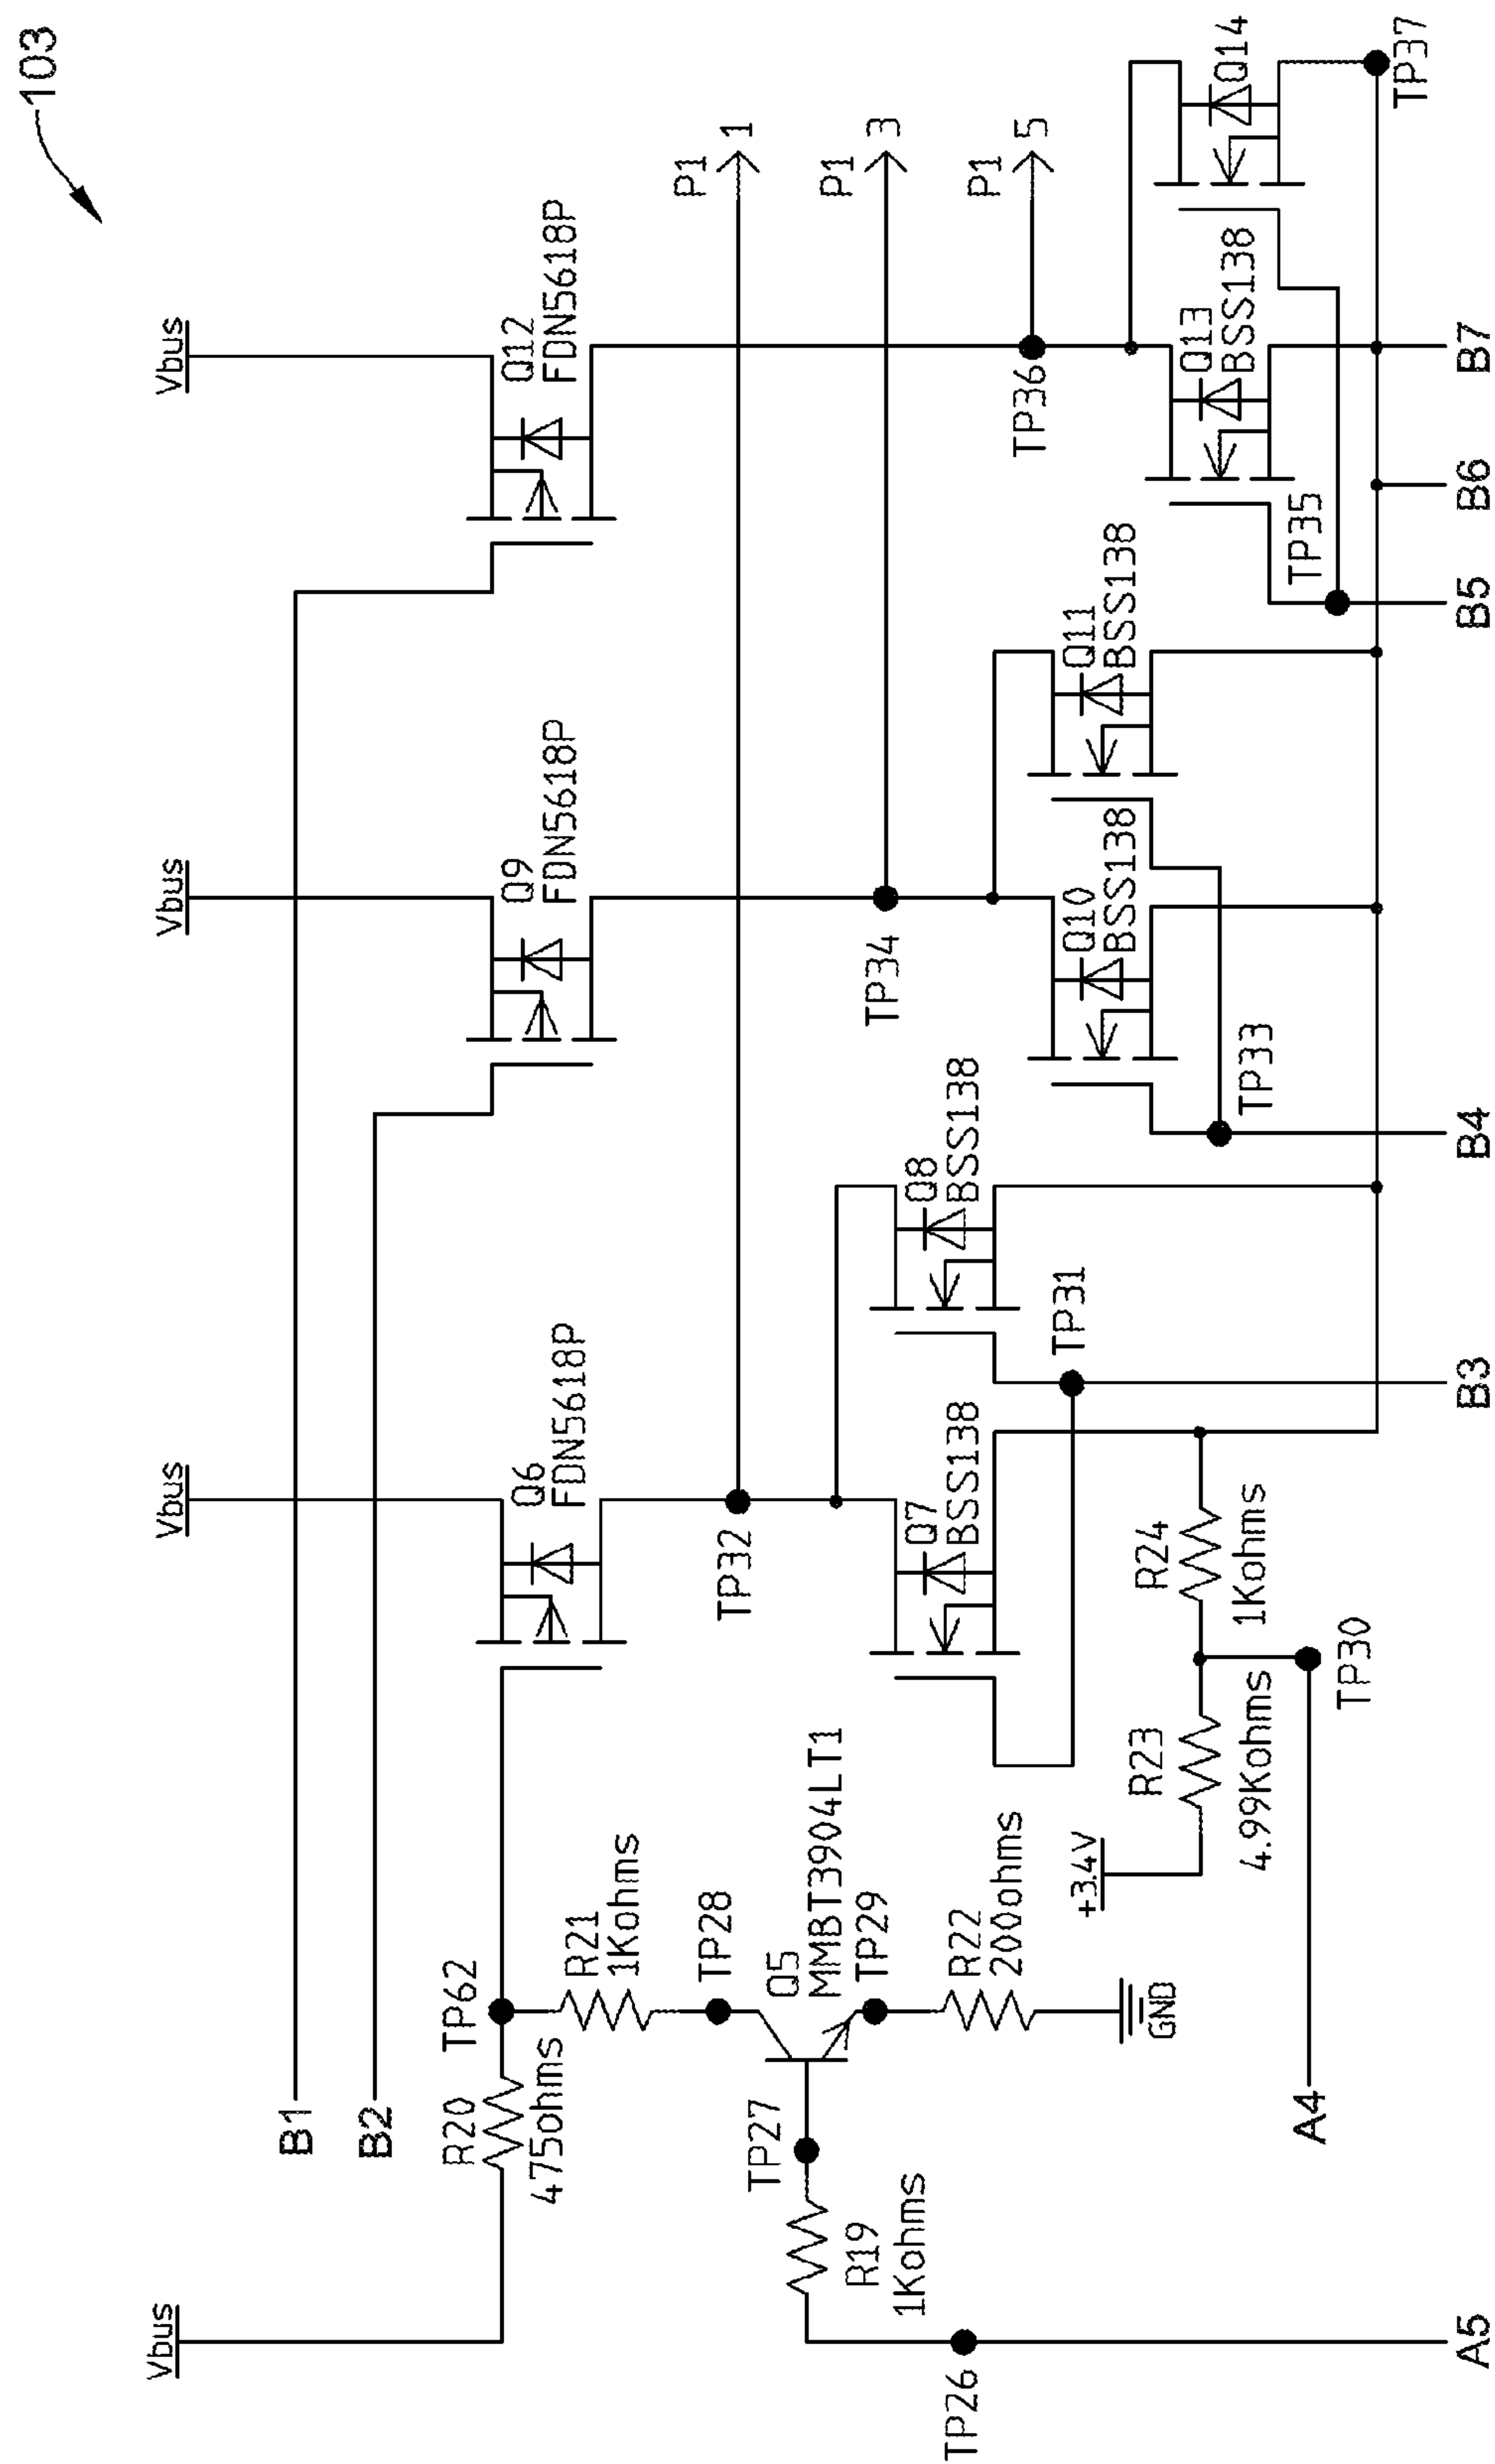 103
Vbus
Vbus
Vbus
Vbus
B1
B2
Q6
FDN5618P
Q9
FDN5618P
Q12
FDN5618P
TP62
R20
475ohms
R21
1Kohms
TP28
Q5
MMBT3904LT1
TP29
R22
200ohms
GND
TP27
R19
1Kohms
TP26
A5
TP32
P1 1
TP34
P1 3
TP36
P1 5
Q7
BSS138
Q8
BSS138
TP31
Q10
BSS138
Q11
BSS138
TP33
Q13
BSS138
Q14
TP35
TP37
+3.4V
R23
4.99Kohms
R24
1Kohms
TP30
A4
B3
B4
B5
B6
B7